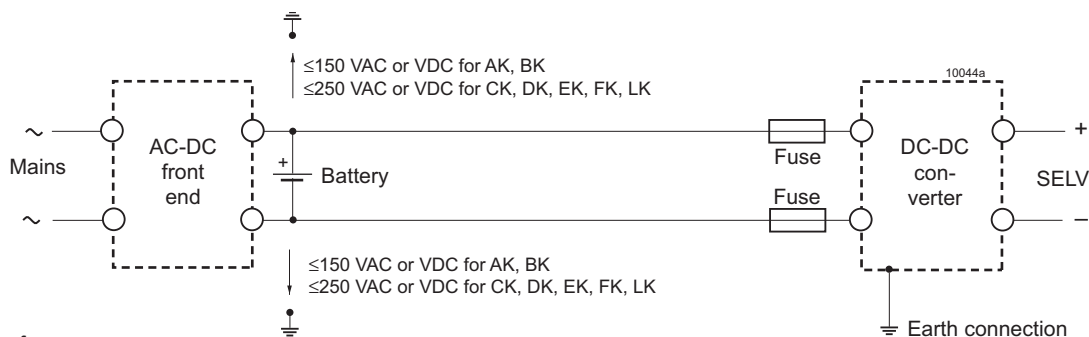 ≤150 VAC or VDC for AK, BK
≤250 VAC or VDC for CK, DK, EK, FK, LK
10044a
~
Mains
~
AC-DC
front
end
+
Battery
Fuse
Fuse
DC-DC
con-
verter
+
SELV
–
≤150 VAC or VDC for AK, BK
≤250 VAC or VDC for CK, DK, EK, FK, LK
Earth connection